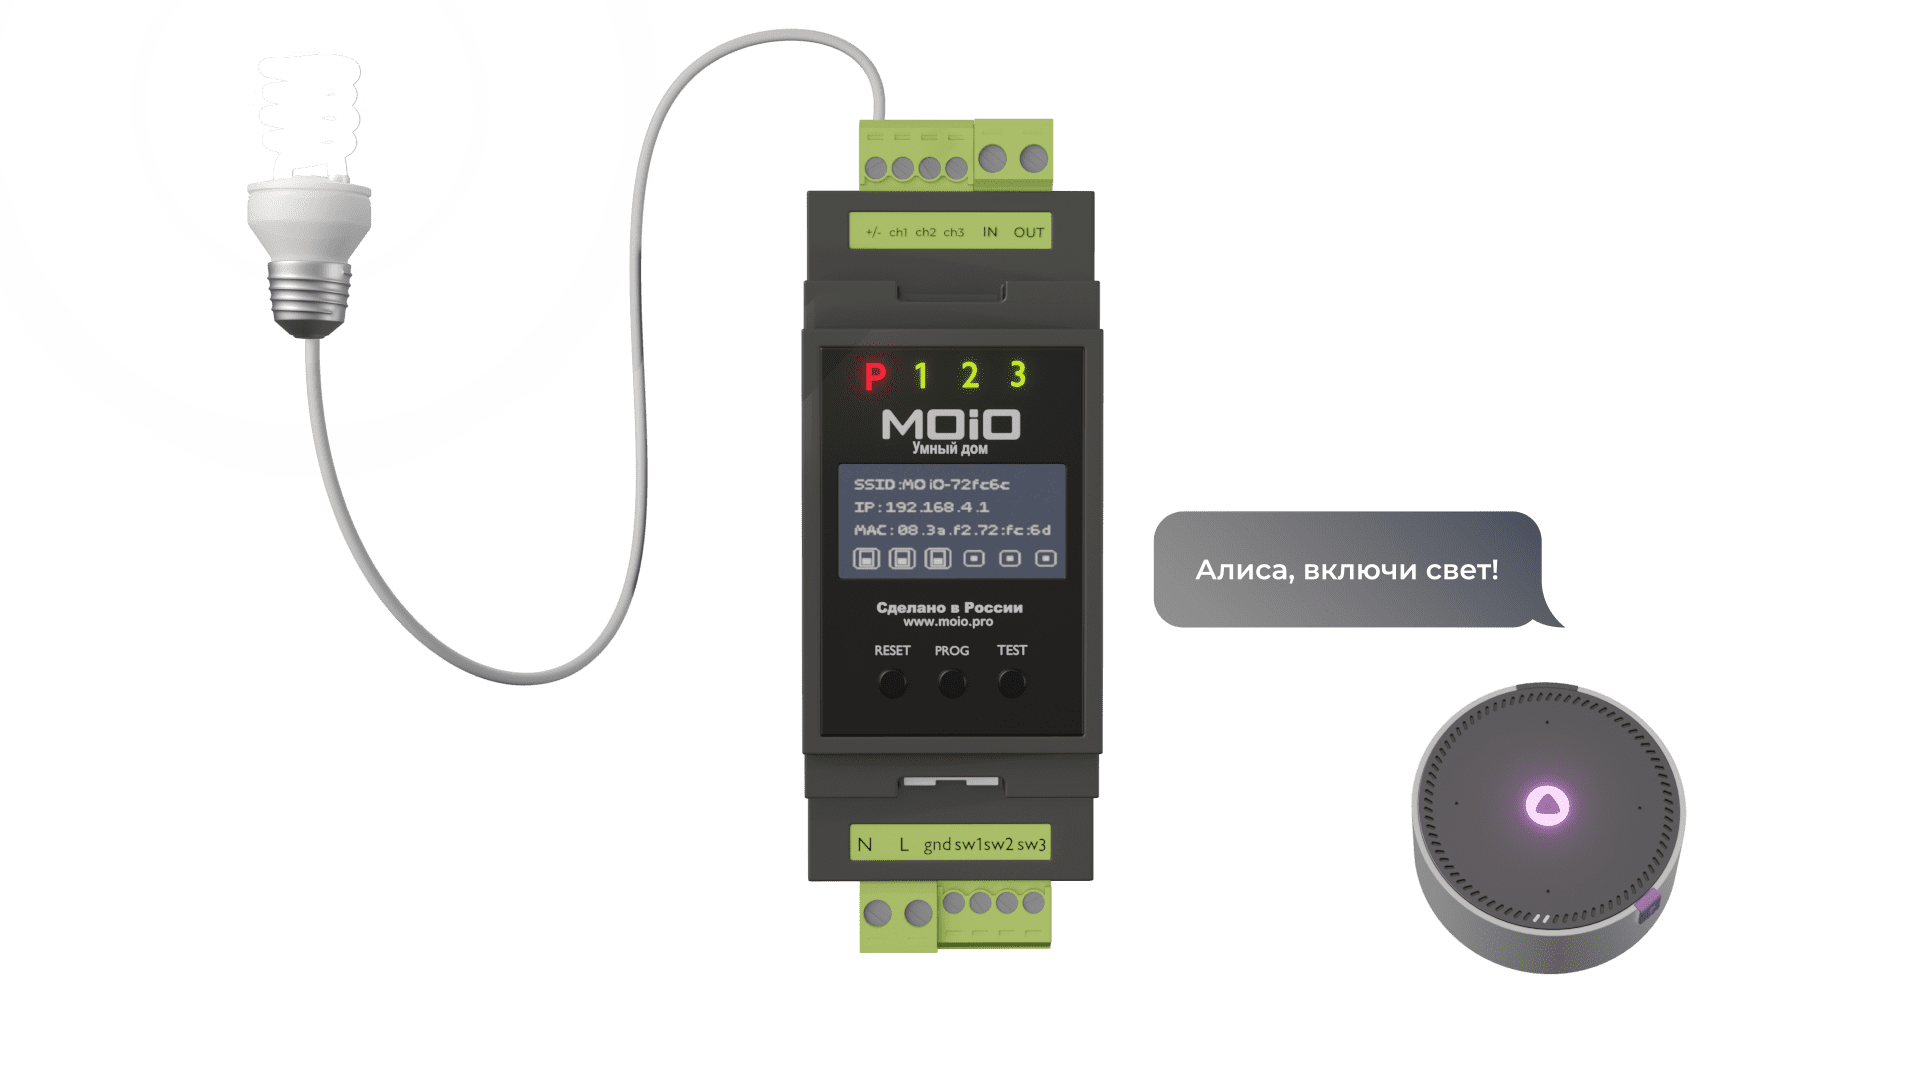 +/- ch1 ch2 ch3 IN OUT
P 1 2 3
MOiO
Умный дом
SSID:MOiO-72fc6c
IP:192.168.4.1
MAC:08.3a.f2.72:fc:6d
Сделано в России
www.moio.pro
RESET PROG TEST
N L gnd sw1 sw2 sw3
Алиса, включи свет!